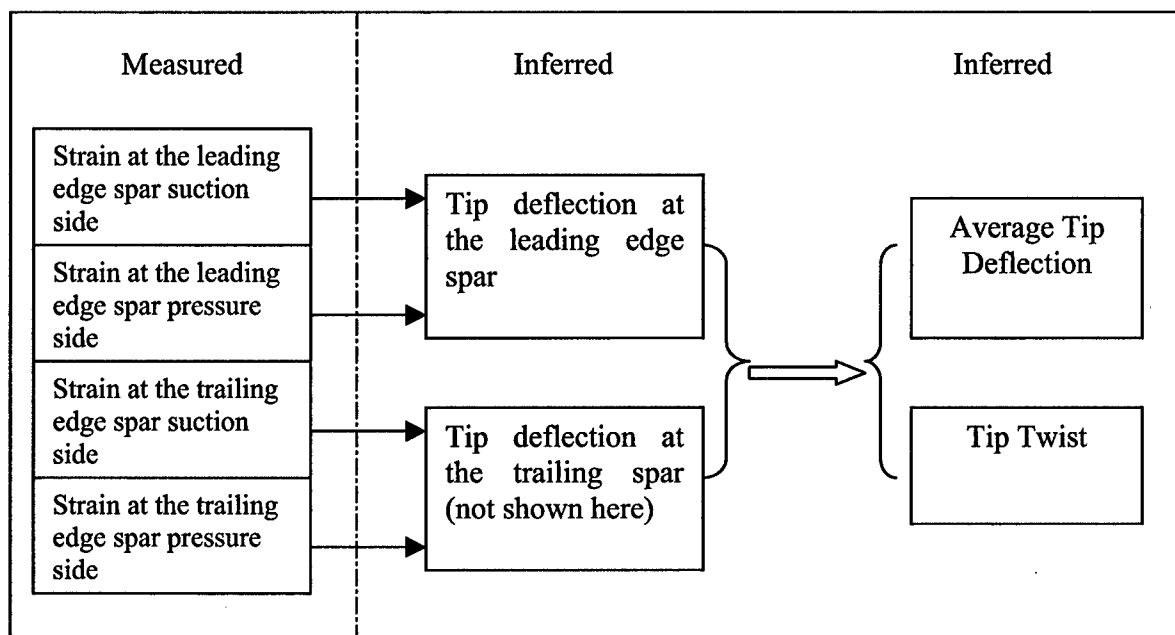 Measured
Inferred
Inferred
Strain at the leading
edge spar suction
side
Strain at the leading
edge spar pressure
side
Strain at the trailing
edge spar suction
side
Strain at the trailing
edge spar pressure
side
Tip deflection at
the leading edge
spar
Tip deflection at
the trailing spar
(not shown here)
Average Tip
Deflection
Tip Twist